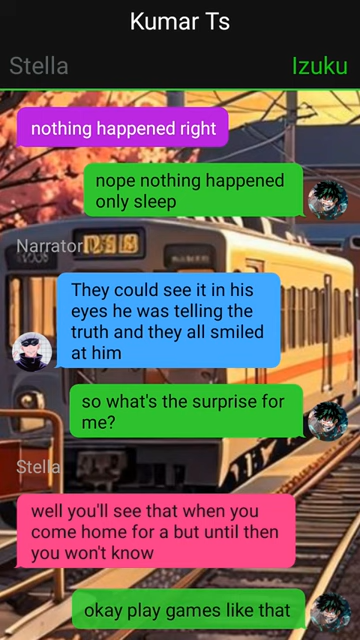 Kumar Ts
Stella
Izuku
nothing happened right
nope nothing happened
only sleep
Narrator
They could see it in his
eyes he was telling the
truth and they all smiled
at him
so what's the surprise for
me?
Stella
well you'll see that when you
come home for a but until then
you won't know
okay play games like that